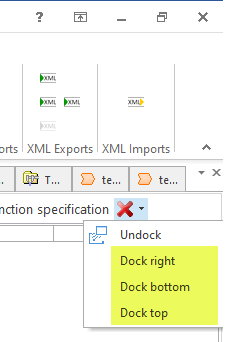 ?
XML
XML XML XML
XML
orts XML Exports XML Imports
... T... te... te...
nction specification
Undock
Dock right
Dock bottom
Dock top